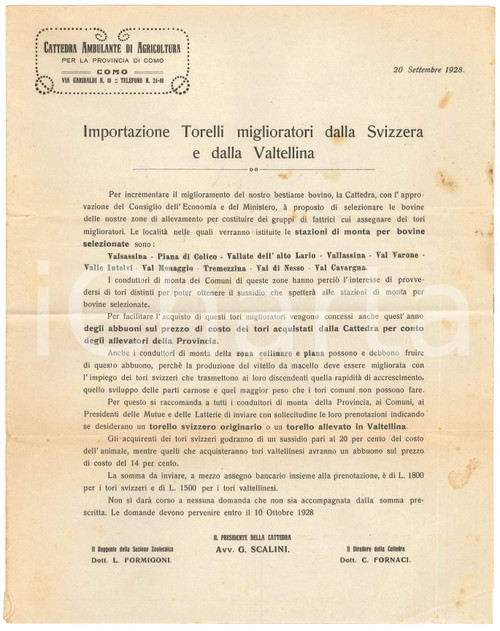 CATTEDRA AMBULANTE DI AGRICOLTURA
PER LA PROVINCIA DI COMO
COMO
VIA GARIBALDI N. 10 :: TELEFONO N. 24-40
20 Settembre 1928.
Importazione Torelli miglioratori dalla Svizzera
e dalla Valtellina
Per incrementare il miglioramento del nostro bestiame bovino, la Cattedra, con l'appro-
vazione del Consiglio dell'Economia e del Ministero, à proposto di selezionare le bovine
delle nostre zone di allevamento per costituire dei gruppi di fattrici cui assegnare dei tori
miglioratori. Le località nelle quali verranno istituite le stazioni di monta per bovine
selezionate sono:
Valsassina - Piana di Colico - Vallate dell'alto Lario - Vallassina - Val Varone -
Valle Intelvi - Val Menaggio - Tremezzina - Val di Nesso - Val Cavargna.
I conduttori di monta dei Comuni di queste zone hanno perciò l'interesse di provve-
dersi di tori distinti per poter ottenere il sussidio che spetterà alle stazioni di monta per
bovine selezionate.
Per facilitare l'acquisto di questi tori miglioratori vengono concessi anche quest'anno
degli abbuoni sul prezzo di costo dei tori acquistati dalla Cattedra per conto
degli allevatori della Provincia.
Anche i conduttori di monta della zona collinare e piana possono e debbono fruire
di questo abbuono, perchè la produzione del vitello da macello deve essere migliorata con
l'impiego dei tori svizzeri che trasmettono ai loro discendenti quella rapidità di accrescimento,
quello sviluppo delle parti carnose e quel maggior peso che i tori comuni non possono fare.
Per questo si raccomanda a tutti i conduttori di monta della Provincia, ai Comuni, ai
Presidenti delle Mutue e delle Latterie di inviare con sollecitudine le loro prenotazioni indicando
se desiderano un torello svizzero originario o un torello allevato in Valtellina.
Gli acquirenti dei tori svizzeri godranno di un sussidio pari al 20 per cento del costo
dell'animale, mentre quelli che acquisteranno tori valtellinesi avranno un abbuono sul prezzo
di costo del 14 per cento.
La somma da inviare, a mezzo assegno bancario insieme alla prenotazione, è di L. 1800
per i tori svizzeri e di L. 1500 per i tori valtellinesi.
Non si darà corso a nessuna domanda che non sia accompagnata dalla somma pre-
scritta. Le domande devono pervenire entro il 10 Ottobre 1928
IL PRESIDENTE DELLA CATTEDRA
Avv. G. SCALINI.
Il Reggente della Sezione Zootecnica
Dott. L. FORMIGONI.
Il Direttore della Cattedra
Dott. C. FORNACI.